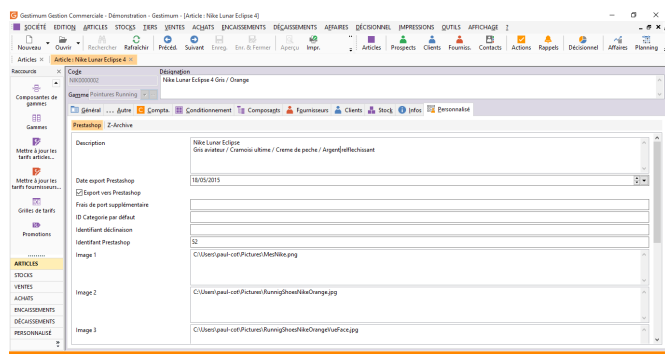 Gestimum Gestion Commerciale - Démonstration - Gestimum - [Article : Nike Lunar Eclipse 4]
SOCIÉTÉ EDITION ARTICLES STOCKS TIERS VENTES ACHATS ENCAISSEMENTS DÉCAISSEMENTS AFFAIRES DÉCISIONNEL IMPRESSIONS OUTILS AFFICHAGE ?
Nouveau Ouvrir Rechercher Rafraîchir Précéd. Suivant Enreg. Enr. & Fermer Aperçu Impr. Articles Prospects Clients Fourniss. Contacts Actions Rappels Décisionnel Affaires Planning
Articles × Article : Nike Lunar Eclipse 4 ×
Raccourcis ×
Code Désignation
NIK0000002 Nike Lunar Eclipse 4 Gris / Orange
Gamme Pointures Running
Général ... Autre Compta. Conditionnement Composants Fournisseurs Clients Stock Infos Personnalisé
Prestashop Z-Archive
Composantes de gammes
Gammes
Mettre à jour les tarifs articles...
Mettre à jour les tarifs fournisseurs...
Grilles de tarifs
Promotions
ARTICLES
STOCKS
VENTES
ACHATS
ENCAISSEMENTS
DÉCAISSEMENTS
PERSONNALISÉ
Description Nike Lunar Eclipse
Gris aviateur / Cramoisi ultime / Creme de peche / Argent réflechissant
Date export Prestashop 18/05/2015
Export vers Prestashop
Frais de port supplémentaire
ID Categorie par défaut
Identifiant déclinaison
Identifant Prestashop 52
Image 1 C:\Users\paul-cot\Pictures\MesNike.png
Image 2 C:\Users\paul-cot\Pictures\RunnigShoesNikeOrange.jpg
Image 3 C:\Users\paul-cot\Pictures\RunnigShoesNikeOrangeVueFace.jpg